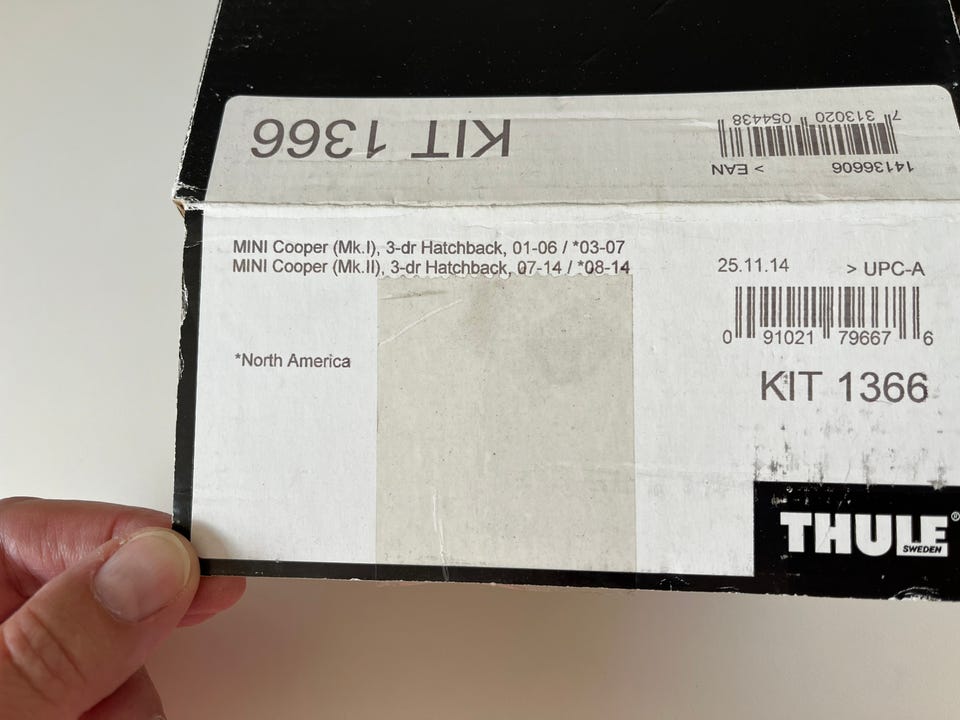 KIT 1366
7 313020 054438
> EAN
14136606
MINI Cooper (Mk.I), 3-dr Hatchback, 01-06 / *03-07
MINI Cooper (Mk.II), 3-dr Hatchback, 07-14 / *08-14
*North America
25.11.14
> UPC-A
0 91021 79667 6
KIT 1366
THULE®
SWEDEN